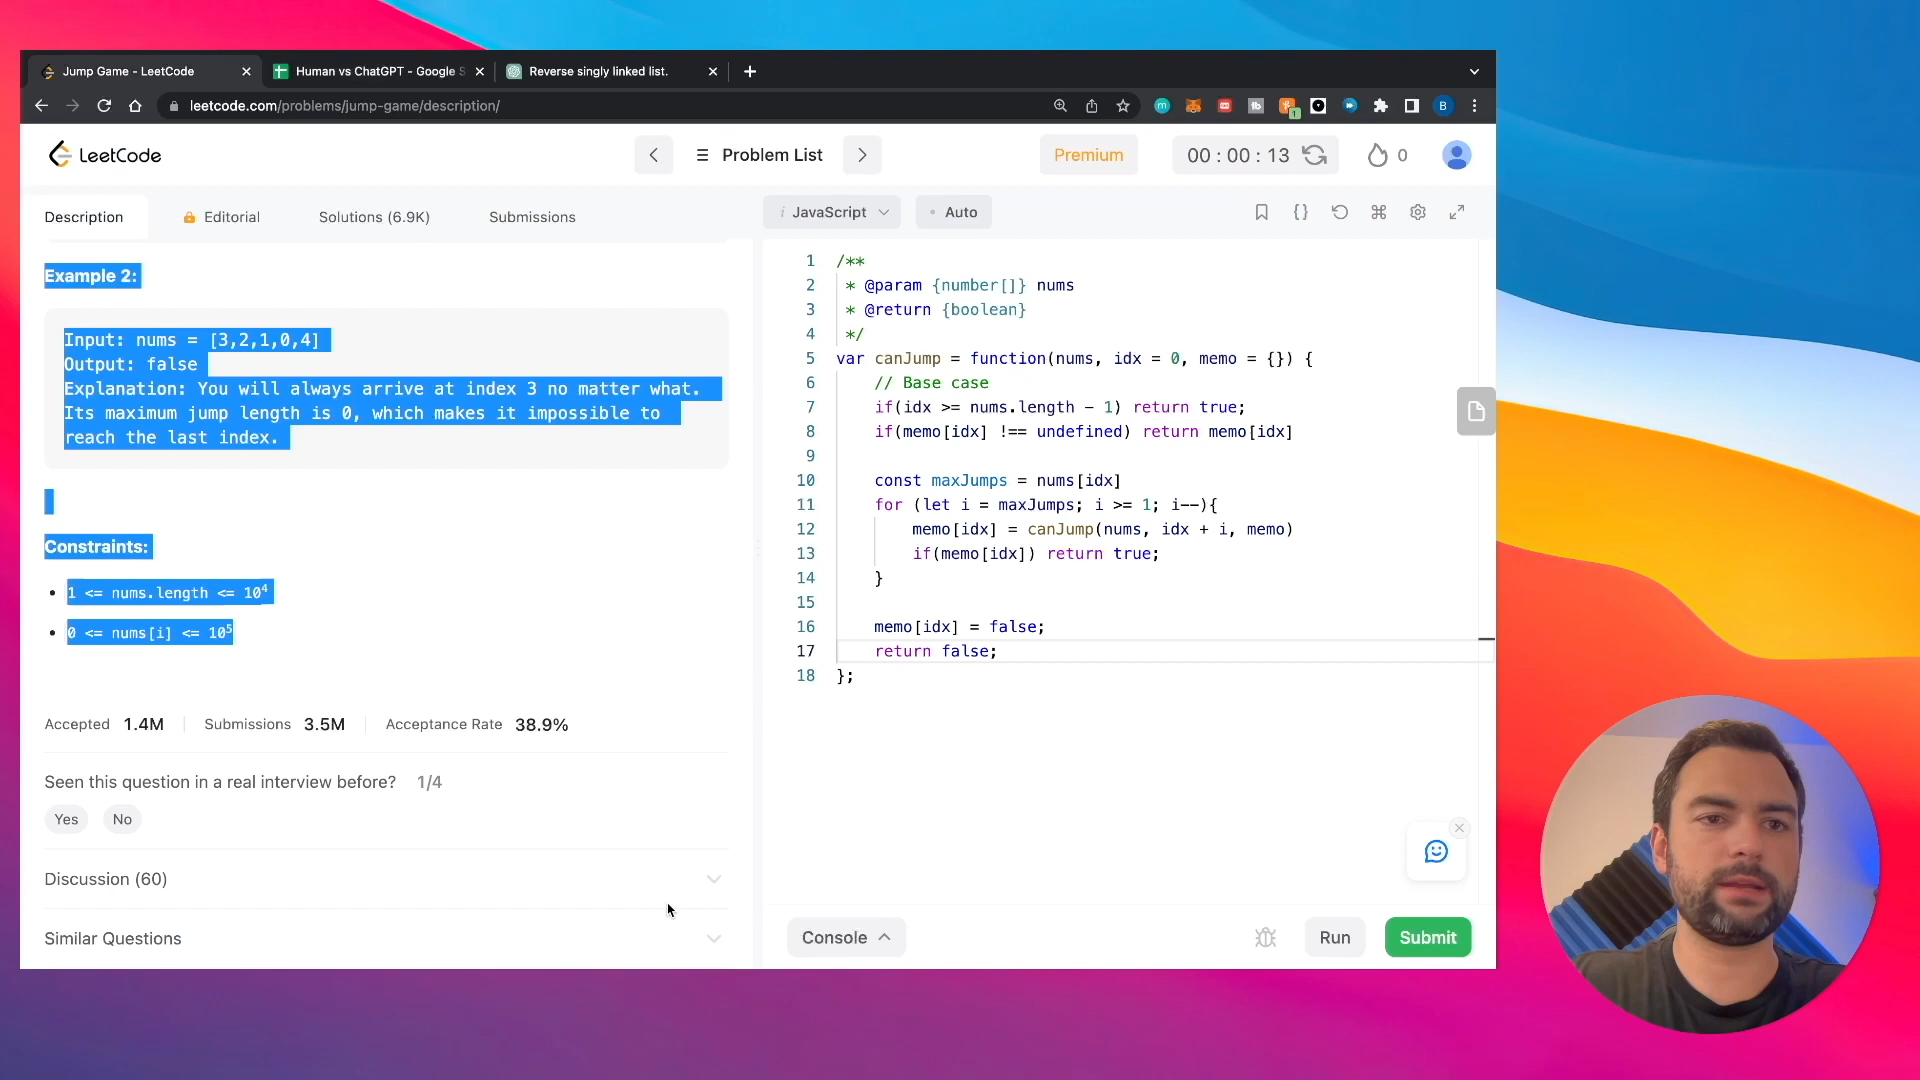 Jump Game - LeetCode
Human vs ChatGPT - Google S
Reverse singly linked list.
leetcode.com/problems/jump-game/description/
1
B
LeetCode
Problem List
Premium
00 : 00 : 13
0
Description
Editorial
Solutions (6.9K)
Submissions
i JavaScript
Auto
Example 2:
Input: nums = [3,2,1,0,4]
Output: false
Explanation: You will always arrive at index 3 no matter what.
Its maximum jump length is 0, which makes it impossible to
reach the last index.
Constraints:
• 1 <= nums.length <= 10⁴
• 0 <= nums[i] <= 10⁵
Accepted 1.4M
Submissions 3.5M
Acceptance Rate 38.9%
Seen this question in a real interview before? 1/4
Yes
No
Discussion (60)
Similar Questions
1 /**
2 * @param {number[]} nums
3 * @return {boolean}
4 */
5 var canJump = function(nums, idx = 0, memo = {}) {
6 // Base case
7 if(idx >= nums.length - 1) return true;
8 if(memo[idx] !== undefined) return memo[idx]
9
10 const maxJumps = nums[idx]
11 for (let i = maxJumps; i >= 1; i--){
12 memo[idx] = canJump(nums, idx + i, memo)
13 if(memo[idx]) return true;
14 }
15
16 memo[idx] = false;
17 return false;
18 };
Console
Run
Submit